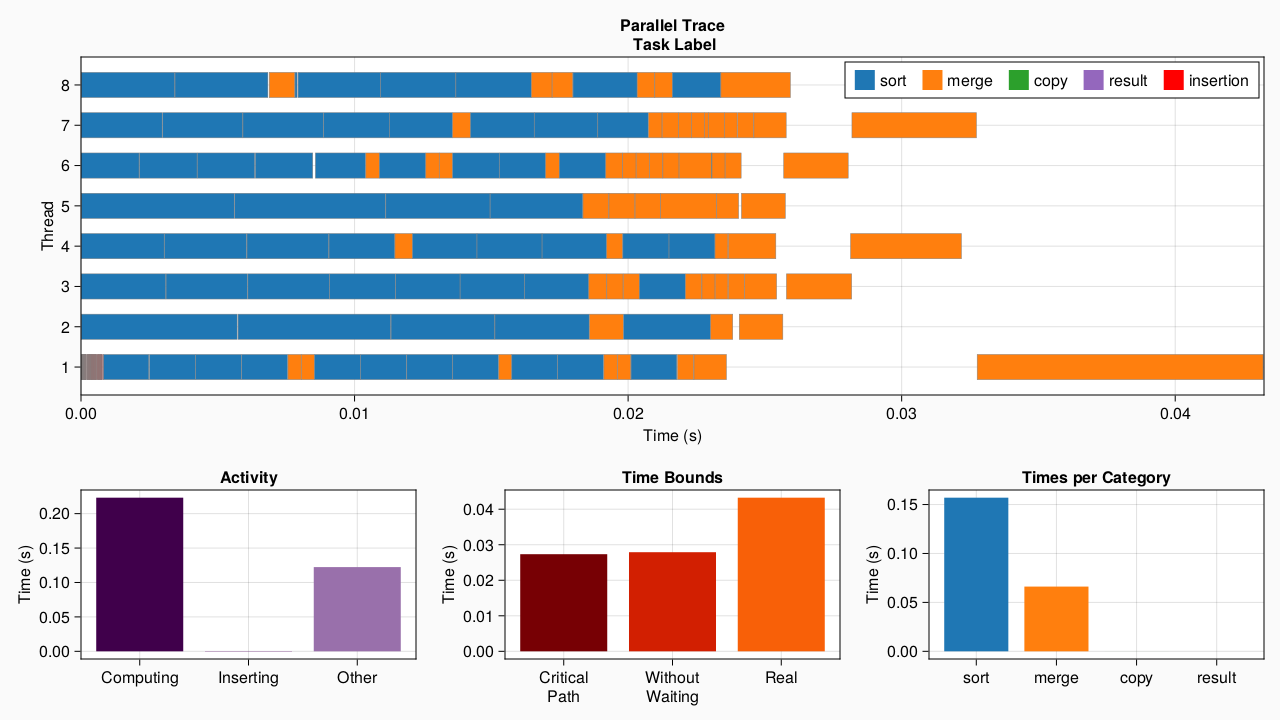 Parallel Trace
Task Label
sort merge copy result insertion
Thread
8
7
6
5
4
3
2
1
0.00 0.01 0.02 0.03 0.04
Time (s)
Activity
Time (s)
0.20
0.15
0.10
0.05
0.00
Computing Inserting Other
Time Bounds
Time (s)
0.04
0.03
0.02
0.01
0.00
Critical Path
Without Waiting
Real
Times per Category
Time (s)
0.15
0.10
0.05
0.00
sort merge copy result